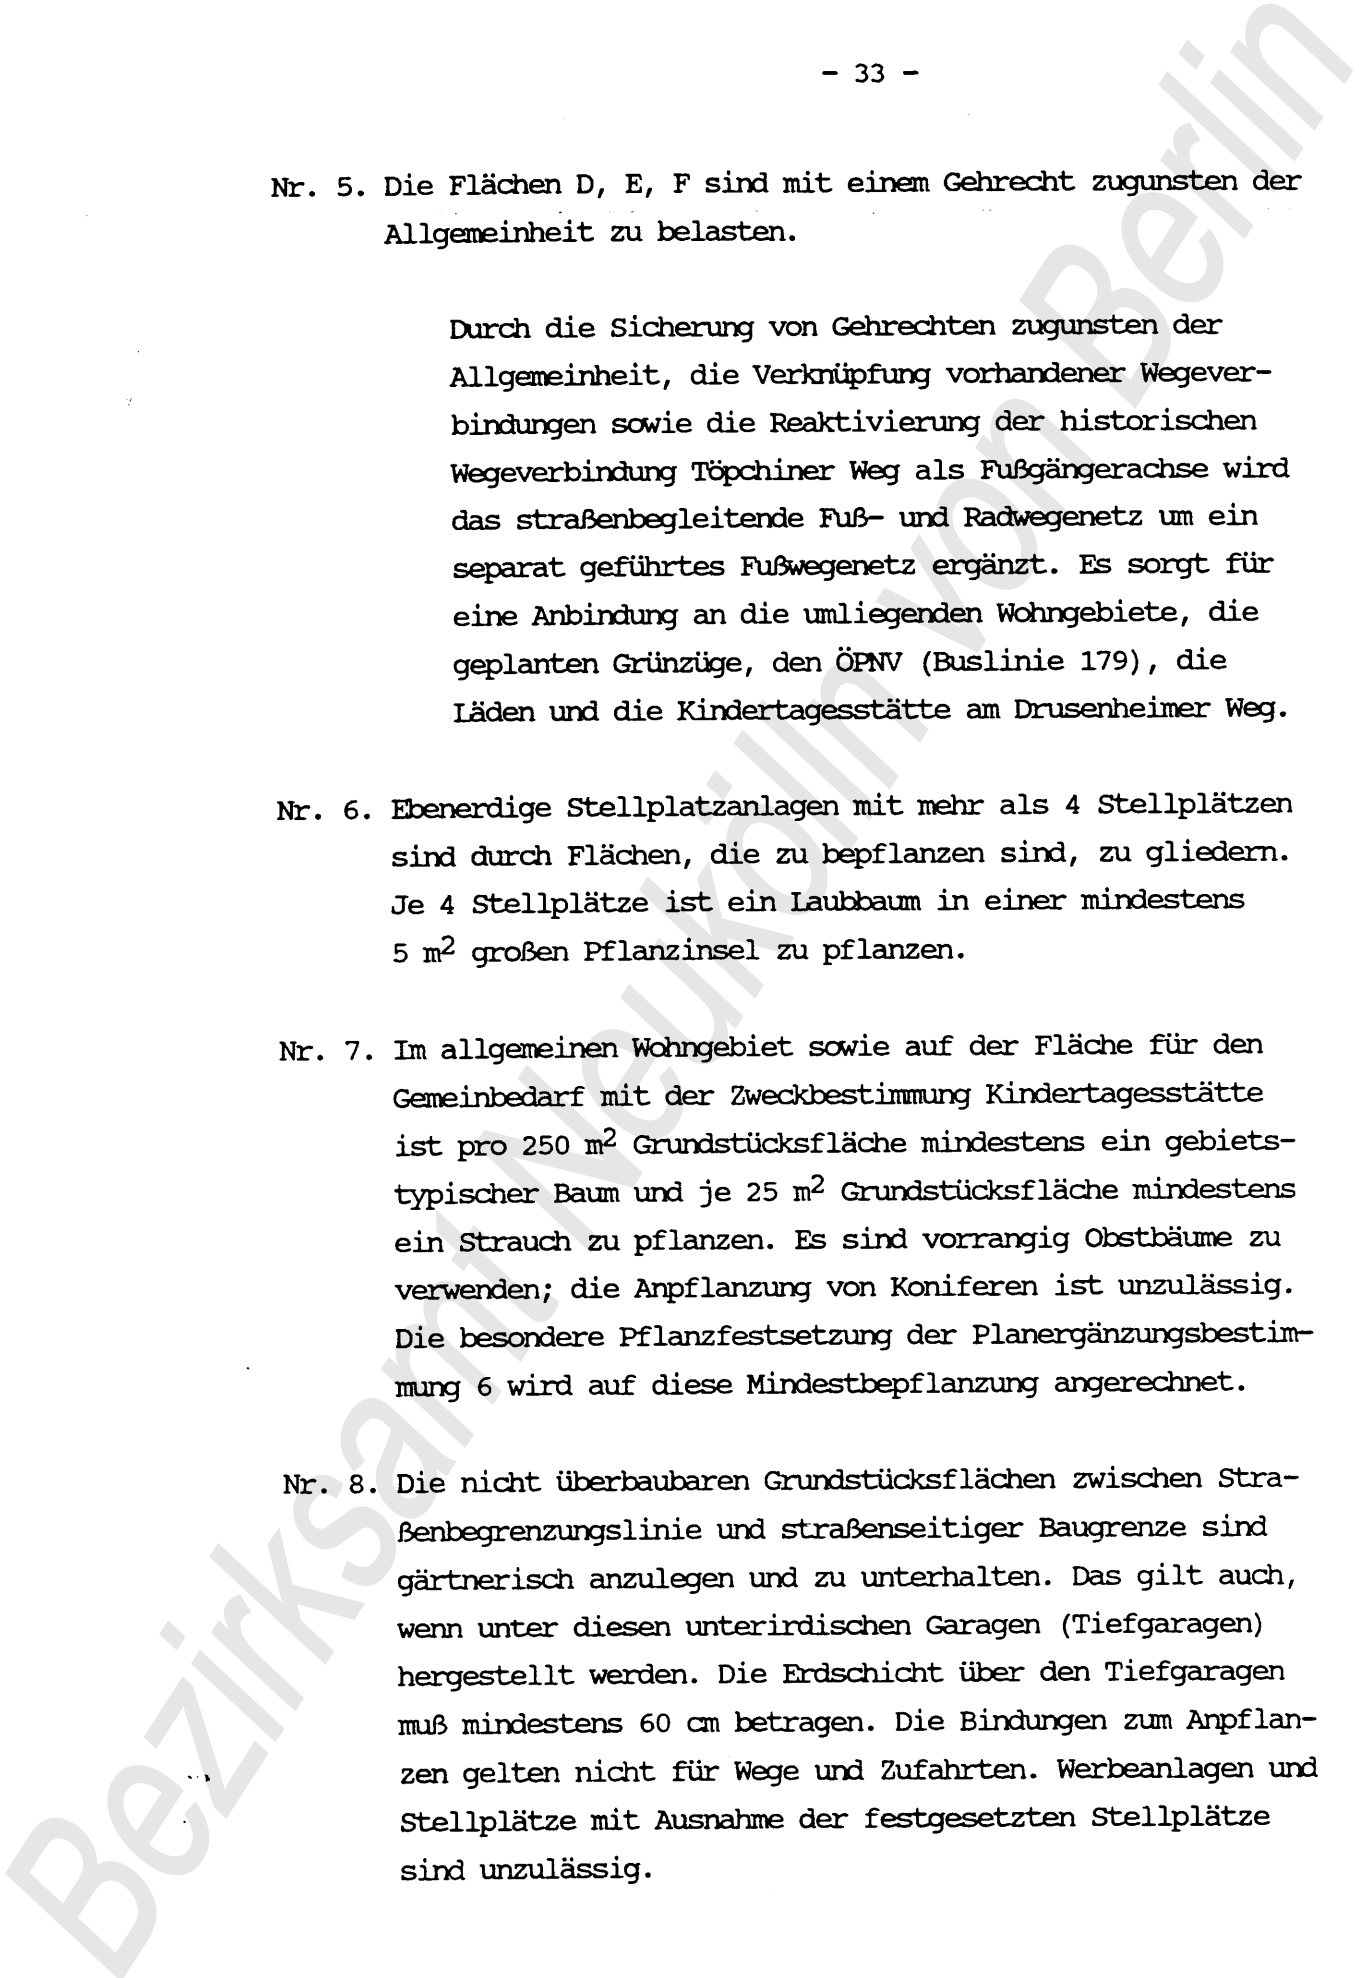 - 33 -
Nr. 5. Die Flächen D, E, F sind mit einem Gehrecht zugunsten der
Allgemeinheit zu belasten.
Durch die Sicherung von Gehrechten zugunsten der
Allgemeinheit, die Verknüpfung vorhandener Wegever-
bindungen sowie die Reaktivierung der historischen
Wegeverbindung Töpchiner Weg als Fußgängerachse wird
das straßenbegleitende Fuß- und Radwegenetz um ein
separat geführtes Fußwegenetz ergänzt. Es sorgt für
eine Anbindung an die umliegenden Wohngebiete, die
geplanten Grünzüge, den ÖPNV (Buslinie 179), die
Läden und die Kindertagesstätte am Drusenheimer Weg.
Nr. 6. Ebenerdige Stellplatzanlagen mit mehr als 4 Stellplätzen
sind durch Flächen, die zu bepflanzen sind, zu gliedern.
Je 4 Stellplätze ist ein Laubbaum in einer mindestens
5 m² großen Pflanzinsel zu pflanzen.
Nr. 7. Im allgemeinen Wohngebiet sowie auf der Fläche für den
Gemeinbedarf mit der Zweckbestimmung Kindertagesstätte
ist pro 250 m² Grundstücksfläche mindestens ein gebiets-
typischer Baum und je 25 m² Grundstücksfläche mindestens
ein Strauch zu pflanzen. Es sind vorrangig Obstbäume zu
verwenden; die Anpflanzung von Koniferen ist unzulässig.
Die besondere Pflanzfestsetzung der Planergänzungsbestim-
mung 6 wird auf diese Mindestbepflanzung angerechnet.
Nr. 8. Die nicht überbaubaren Grundstücksflächen zwischen Stra-
ßenbegrenzungslinie und straßenseitiger Baugrenze sind
gärtnerisch anzulegen und zu unterhalten. Das gilt auch,
wenn unter diesen unterirdischen Garagen (Tiefgaragen)
hergestellt werden. Die Erdschicht über den Tiefgaragen
muß mindestens 60 cm betragen. Die Bindungen zum Anpflan-
zen gelten nicht für Wege und Zufahrten. Werbeanlagen und
Stellplätze mit Ausnahme der festgesetzten Stellplätze
sind unzulässig.
Bezirksamt Neukölln von Berlin